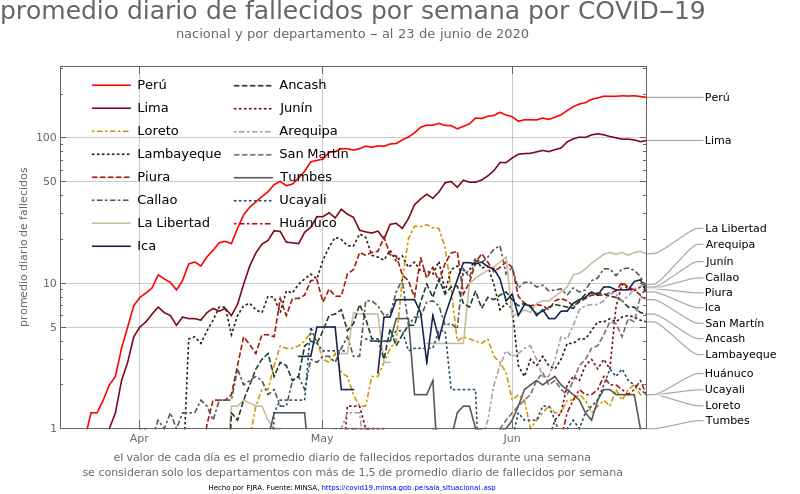 promedio diario de fallecidos por semana por COVID−19
nacional y por departamento − al 23 de junio de 2020
Perú
Lima
Loreto
Lambayeque
Piura
Callao
La Libertad
Ica
Ancash
Junín
Arequipa
San Martín
Tumbes
Ucayali
Huánuco
promedio diario de fallecidos
100
50
10
5
1
Apr
May
Jun
Perú
Lima
La Libertad
Arequipa
Junín
Callao
Piura
Ica
San Martín
Ancash
Lambayeque
Huánuco
Ucayali
Loreto
Tumbes
el valor de cada día es el promedio diario de fallecidos reportados durante una semana
se consideran solo los departamentos con más de 1,5 de promedio diario de fallecidos por semana
Hecho por FJRA. Fuente: MINSA, https://covid19.minsa.gob.pe/sala_situacional.asp